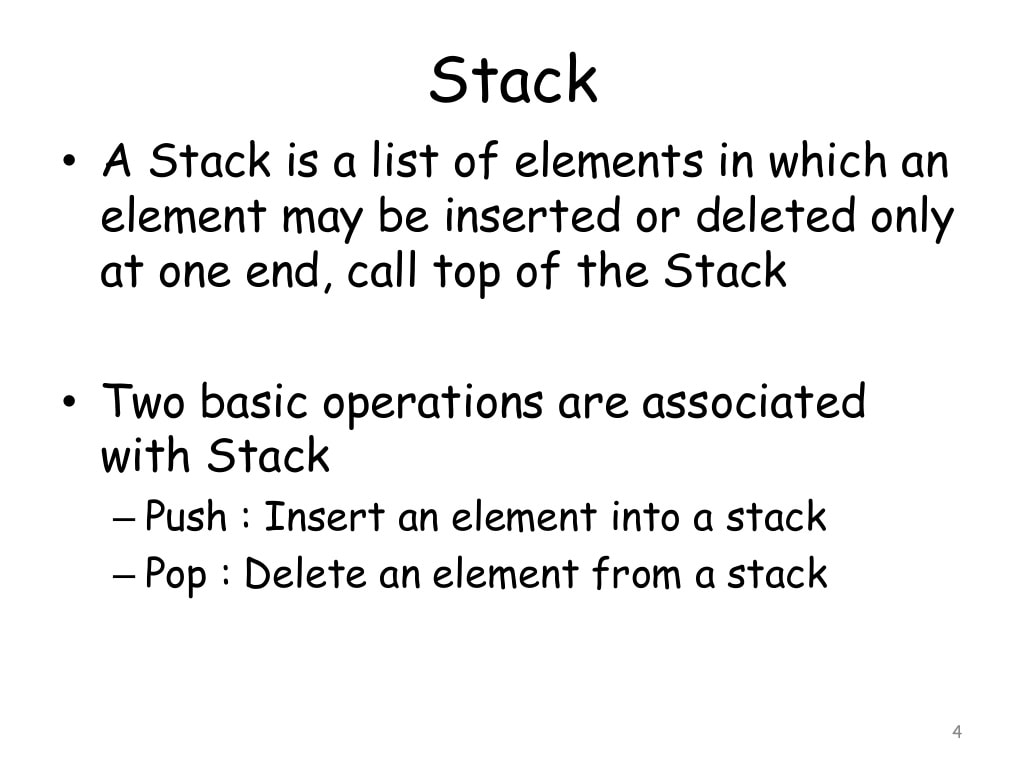 Stack
• A Stack is a list of elements in which an
element may be inserted or deleted only
at one end, call top of the Stack
• Two basic operations are associated
with Stack
– Push : Insert an element into a stack
– Pop : Delete an element from a stack
4